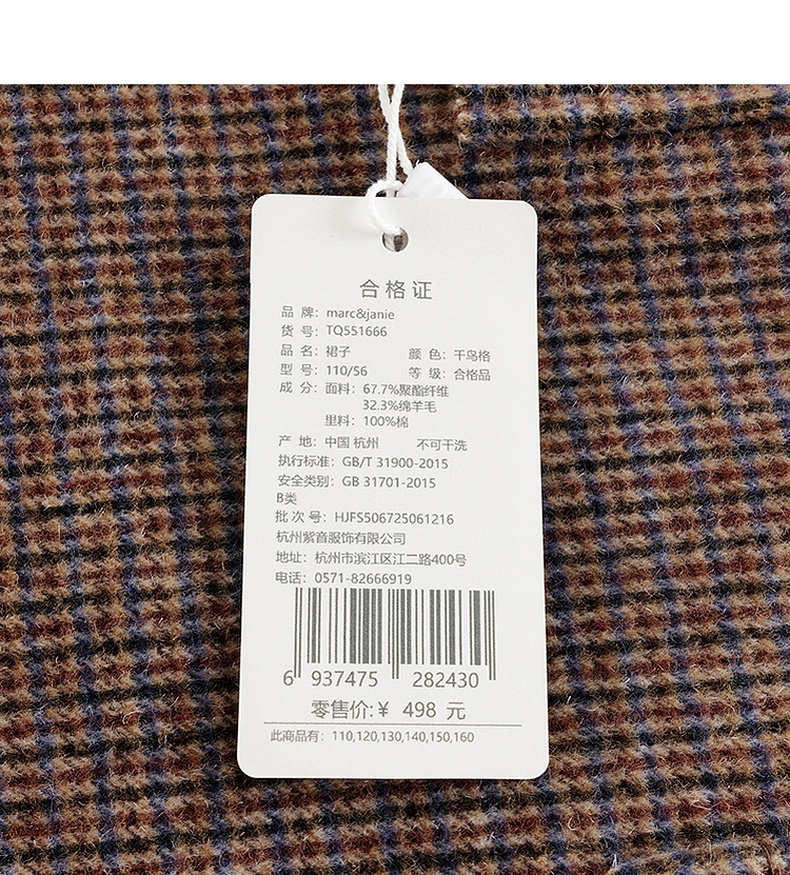 合格证
品 牌：marc&janie
货 号：TQ551666
品 名：裙子 颜 色：千鸟格
型 号：110/56 等 级：合格品
成 分：面料：67.7%聚酯纤维
32.3%绵羊毛
里料：100%棉
产 地：中国 杭州 不可干洗
执行标准：GB/T 31900-2015
安全类别：GB 31701-2015
B类
批 次 号：HJFS506725061216
杭州紫音服饰有限公司
地址：杭州市滨江区江二路400号
电话：0571-82666919
6 937475 282430
零售价:￥ 498 元
此商品有：110,120,130,140,150,160